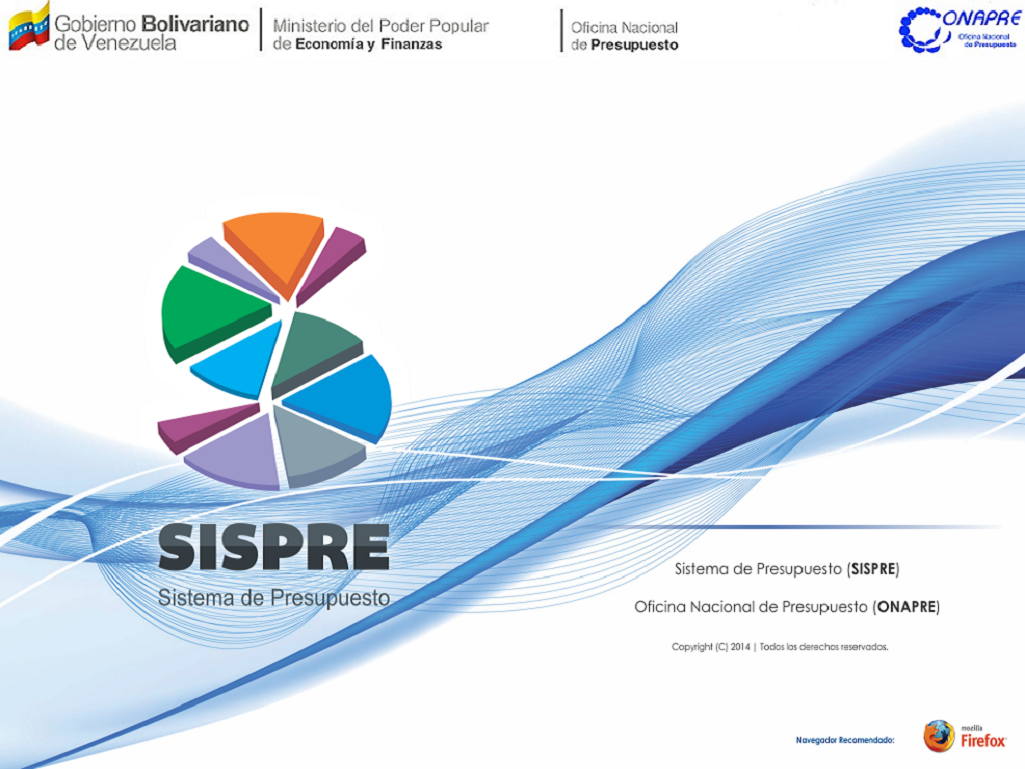 Gobierno Bolivariano
de Venezuela
Ministerio del Poder Popular
de Economía y Finanzas
Oficina Nacional
de Presupuesto
ONAPRE
Oficina Nacional
de Presupuesto
SISPRE
Sistema de Presupuesto
Sistema de Presupuesto (SISPRE)
Oficina Nacional de Presupuesto (ONAPRE)
Copyright (C) 2014 | Todos los derechos reservados.
Navegador Recomendado:
mozilla
Firefox